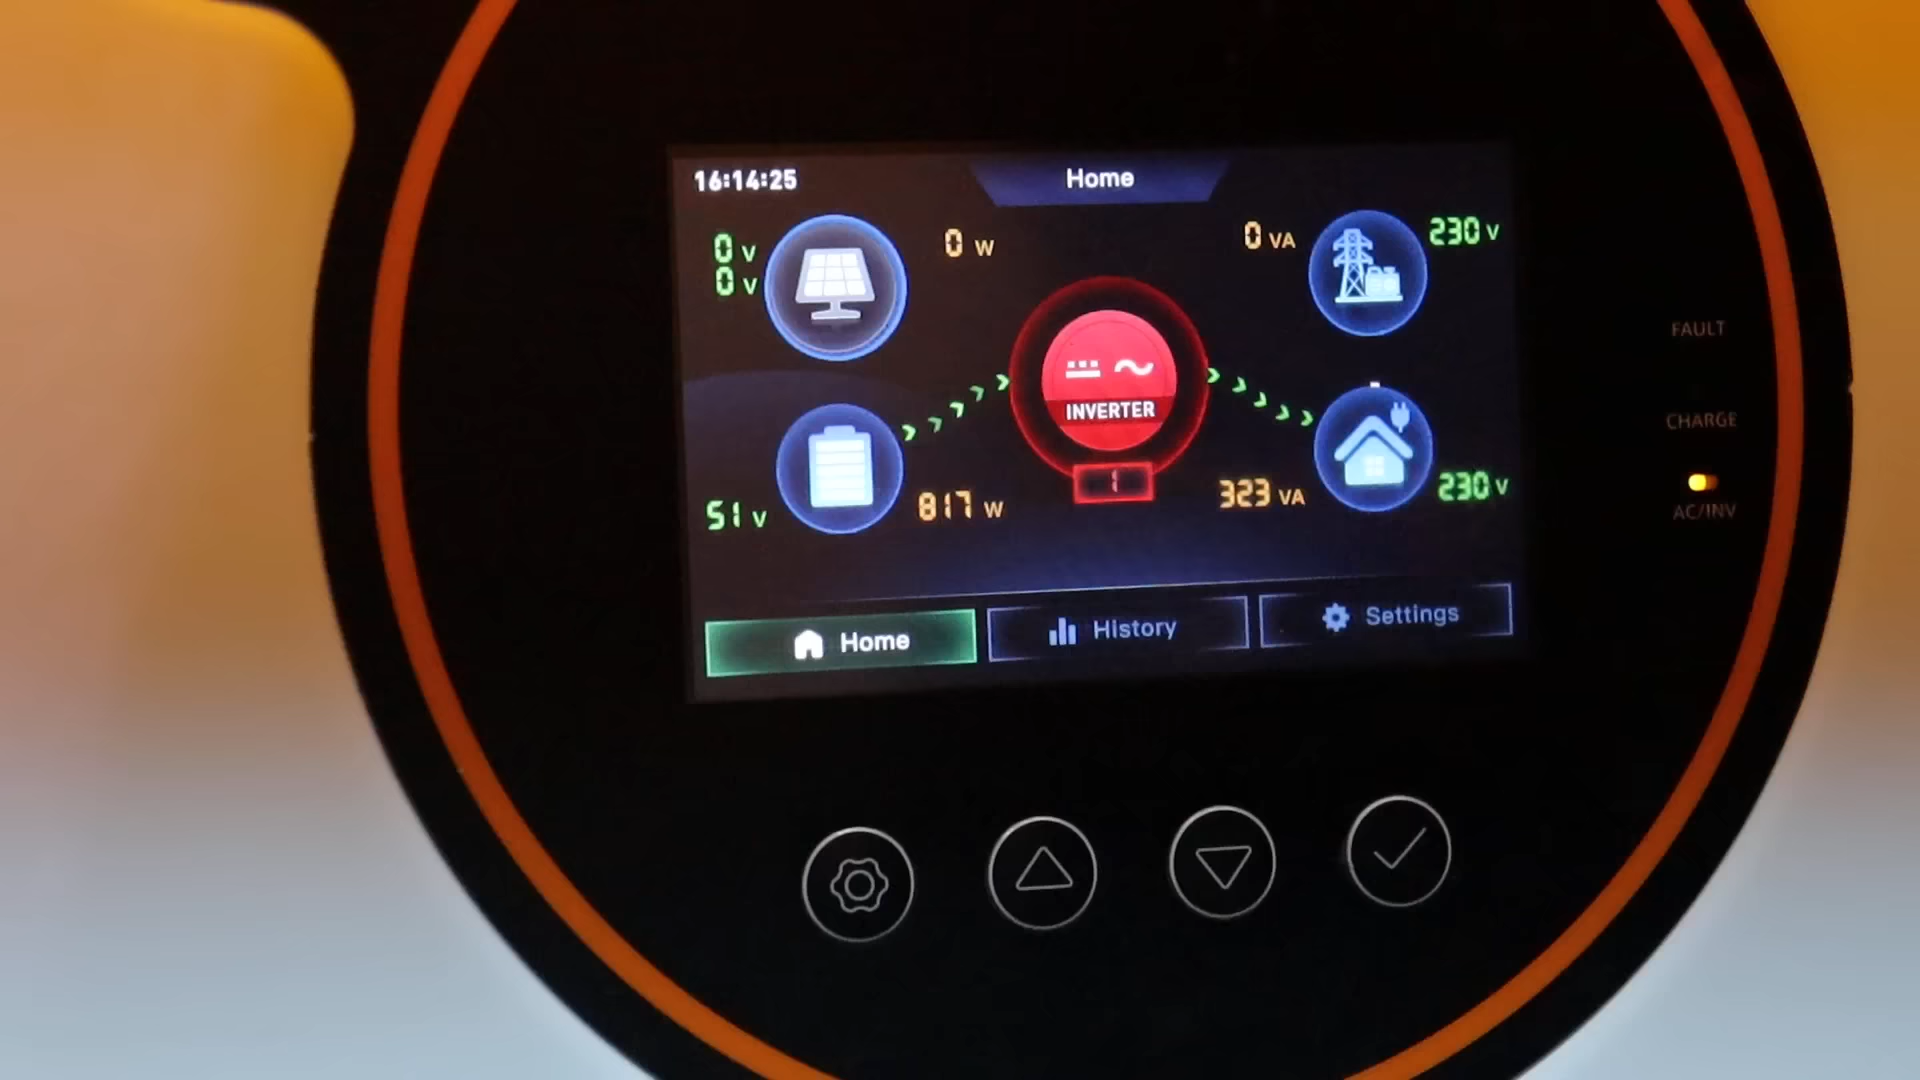 16:14:25
Home
0 V
0 V
0 W
0 VA
230 V
INVERTER
1
51 V
817 W
323 VA
230 V
Home
History
Settings
FAULT
CHARGE
AC/INV